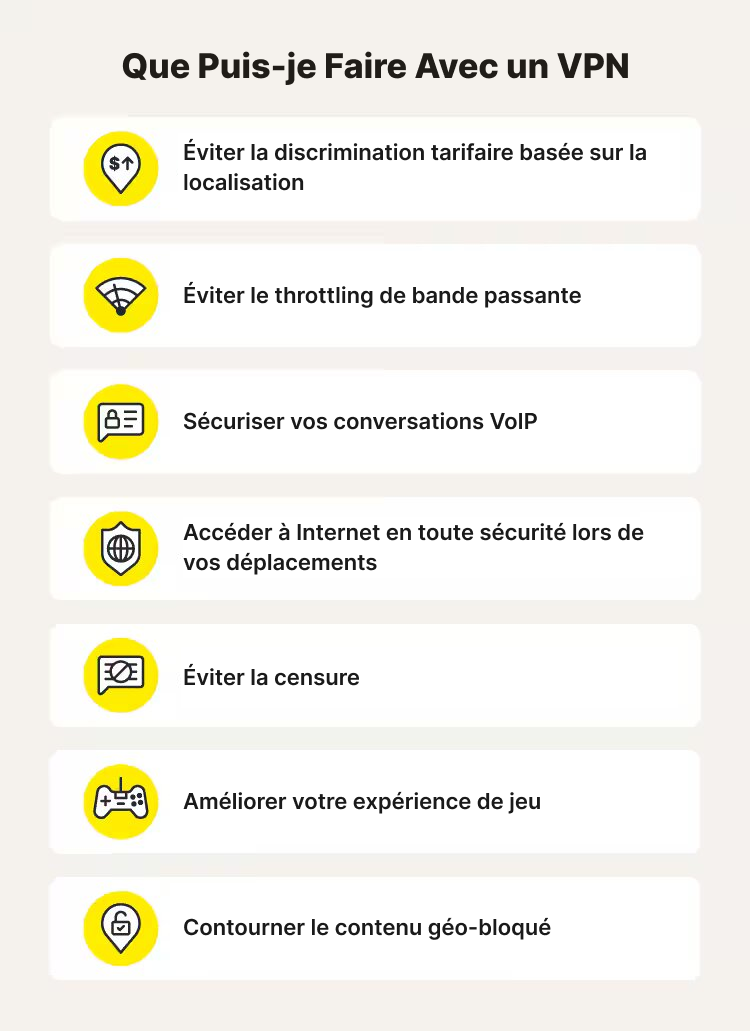 Que Puis-je Faire Avec un VPN
$
Éviter la discrimination tarifaire basée sur la
localisation
Éviter le throttling de bande passante
Sécuriser vos conversations VoIP
Accéder à Internet en toute sécurité lors de
vos déplacements
Éviter la censure
Améliorer votre expérience de jeu
Contourner le contenu géo-bloqué